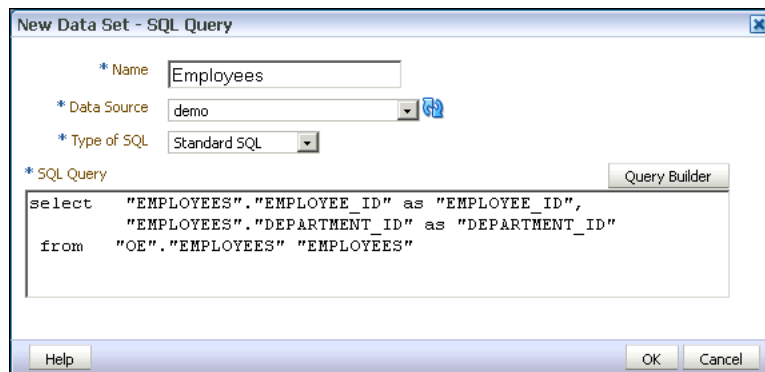 New Data Set - SQL Query
* Name Employees
* Data Source demo
* Type of SQL Standard SQL
* SQL Query Query Builder
select "EMPLOYEES"."EMPLOYEE_ID" as "EMPLOYEE_ID",
"EMPLOYEES"."DEPARTMENT_ID" as "DEPARTMENT_ID"
from "OE"."EMPLOYEES" "EMPLOYEES"
Help OK Cancel